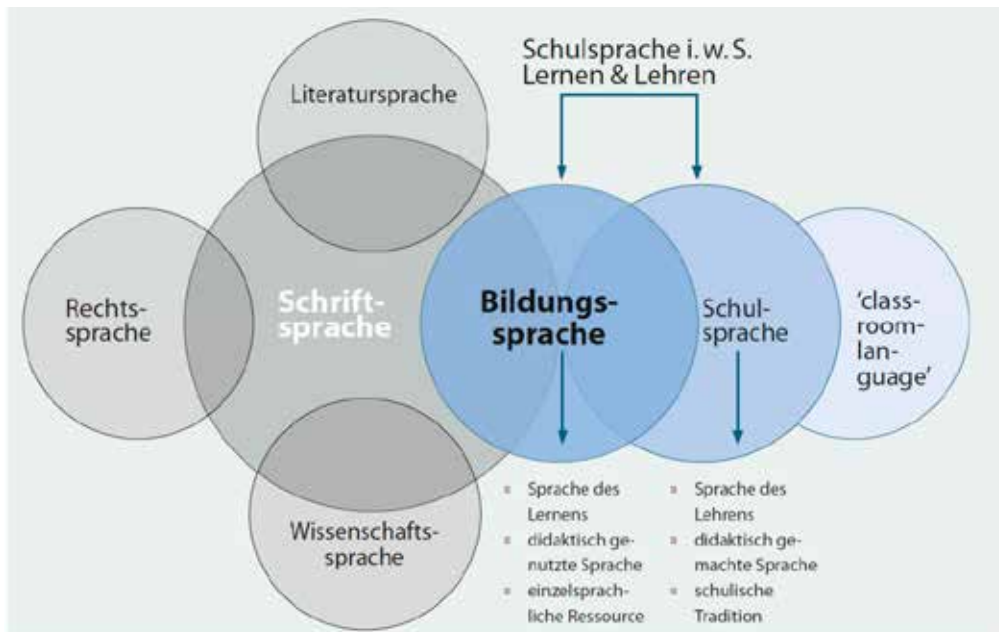 Schulsprache i. w. S.
Lernen & Lehren
Literatursprache
Rechts-
sprache
Schrift-
sprache
Bildungs-
sprache
Schul-
sprache
‘class-
room-
lan-
guage’
Wissenschafts-
sprache
Sprache des
Lernens
didaktisch ge-
nutzte Sprache
einzelsprach-
liche Ressource
Sprache des
Lehrens
didaktisch ge-
machte Sprache
schulische
Tradition